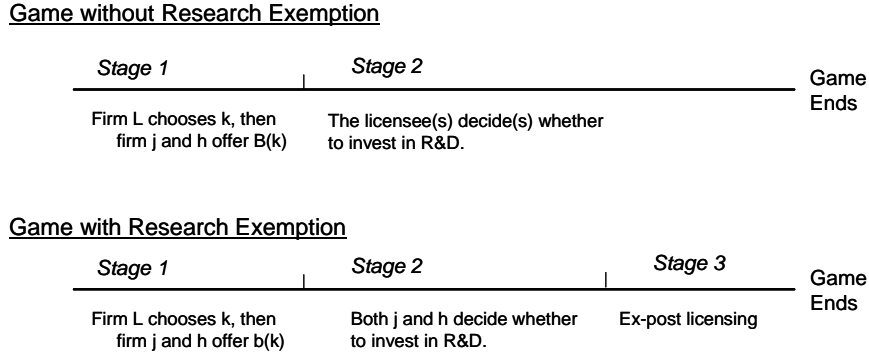 Game without Research Exemption
Stage 1
Stage 2
Game
Ends
Firm L chooses k, then
firm j and h offer B(k)
The licensee(s) decide(s) whether
to invest in R&D.
Game with Research Exemption
Stage 1
Stage 2
Stage 3
Game
Ends
Firm L chooses k, then
firm j and h offer b(k)
Both j and h decide whether
to invest in R&D.
Ex-post licensing